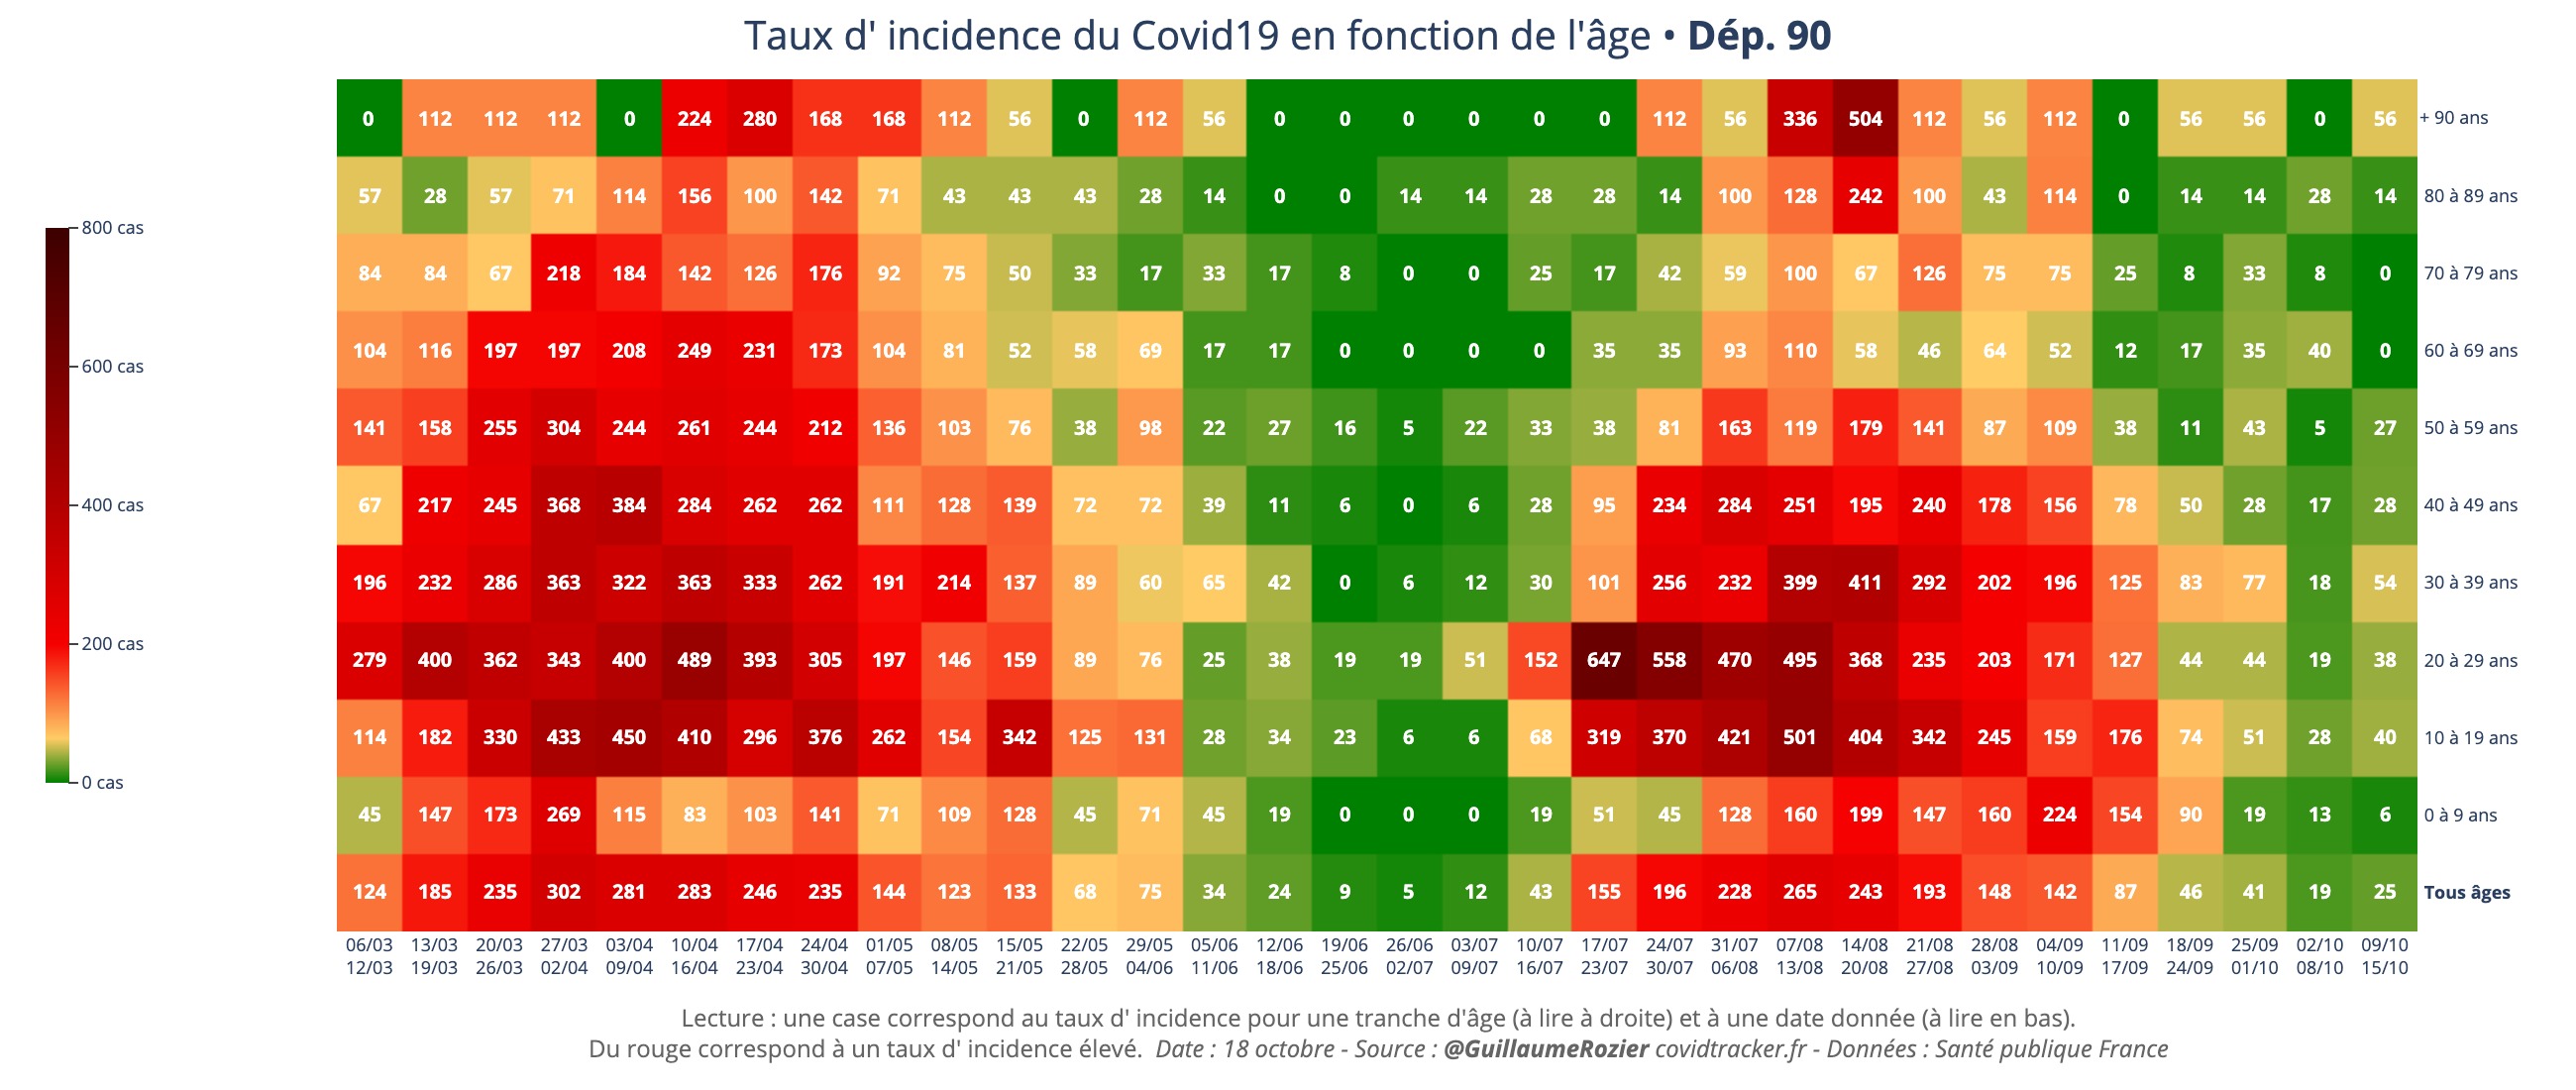 Taux d' incidence du Covid19 en fonction de l'âge • Dép. 90
800 cas
600 cas
400 cas
200 cas
0 cas
0 112 112 112 0 224 280 168 168 112 56 0 112 56 0 0 0 0 0 0 112 56 336 504 112 56 112 0 56 56 0 56 + 90 ans
57 28 57 71 114 156 100 142 71 43 43 43 28 14 0 0 14 14 28 28 14 100 128 242 100 43 114 0 14 14 28 14 80 à 89 ans
84 84 67 218 184 142 126 176 92 75 50 33 17 33 17 8 0 0 25 17 42 59 100 67 126 75 75 25 8 33 8 0 70 à 79 ans
104 116 197 197 208 249 231 173 104 81 52 58 69 17 17 0 0 0 0 35 35 93 110 58 46 64 52 12 17 35 40 0 60 à 69 ans
141 158 255 304 244 261 244 212 136 103 76 38 98 22 27 16 5 22 33 38 81 163 119 179 141 87 109 38 11 43 5 27 50 à 59 ans
67 217 245 368 384 284 262 262 111 128 139 72 72 39 11 6 0 6 28 95 234 284 251 195 240 178 156 78 50 28 17 28 40 à 49 ans
196 232 286 363 322 363 333 262 191 214 137 89 60 65 42 0 6 12 30 101 256 232 399 411 292 202 196 125 83 77 18 54 30 à 39 ans
279 400 362 343 400 489 393 305 197 146 159 89 76 25 38 19 19 51 152 647 558 470 495 368 235 203 171 127 44 44 19 38 20 à 29 ans
114 182 330 433 450 410 296 376 262 154 342 125 131 28 34 23 6 6 68 319 370 421 501 404 342 245 159 176 74 51 28 40 10 à 19 ans
45 147 173 269 115 83 103 141 71 109 128 45 71 45 19 0 0 0 19 51 45 128 160 199 147 160 224 154 90 19 13 6 0 à 9 ans
124 185 235 302 281 283 246 235 144 123 133 68 75 34 24 9 5 12 43 155 196 228 265 243 193 148 142 87 46 41 19 25 Tous âges
06/03 13/03 20/03 27/03 03/04 10/04 17/04 24/04 01/05 08/05 15/05 22/05 29/05 05/06 12/06 19/06 26/06 03/07 10/07 17/07 24/07 31/07 07/08 14/08 21/08 28/08 04/09 11/09 18/09 25/09 02/10 09/10
12/03 19/03 26/03 02/04 09/04 16/04 23/04 30/04 07/05 14/05 21/05 28/05 04/06 11/06 18/06 25/06 02/07 09/07 16/07 23/07 30/07 06/08 13/08 20/08 27/08 03/09 10/09 17/09 24/09 01/10 08/10 15/10
Lecture : une case correspond au taux d' incidence pour une tranche d'âge (à lire à droite) et à une date donnée (à lire en bas).
Du rouge correspond à un taux d' incidence élevé. Date : 18 octobre - Source : @GuillaumeRozier covidtracker.fr - Données : Santé publique France